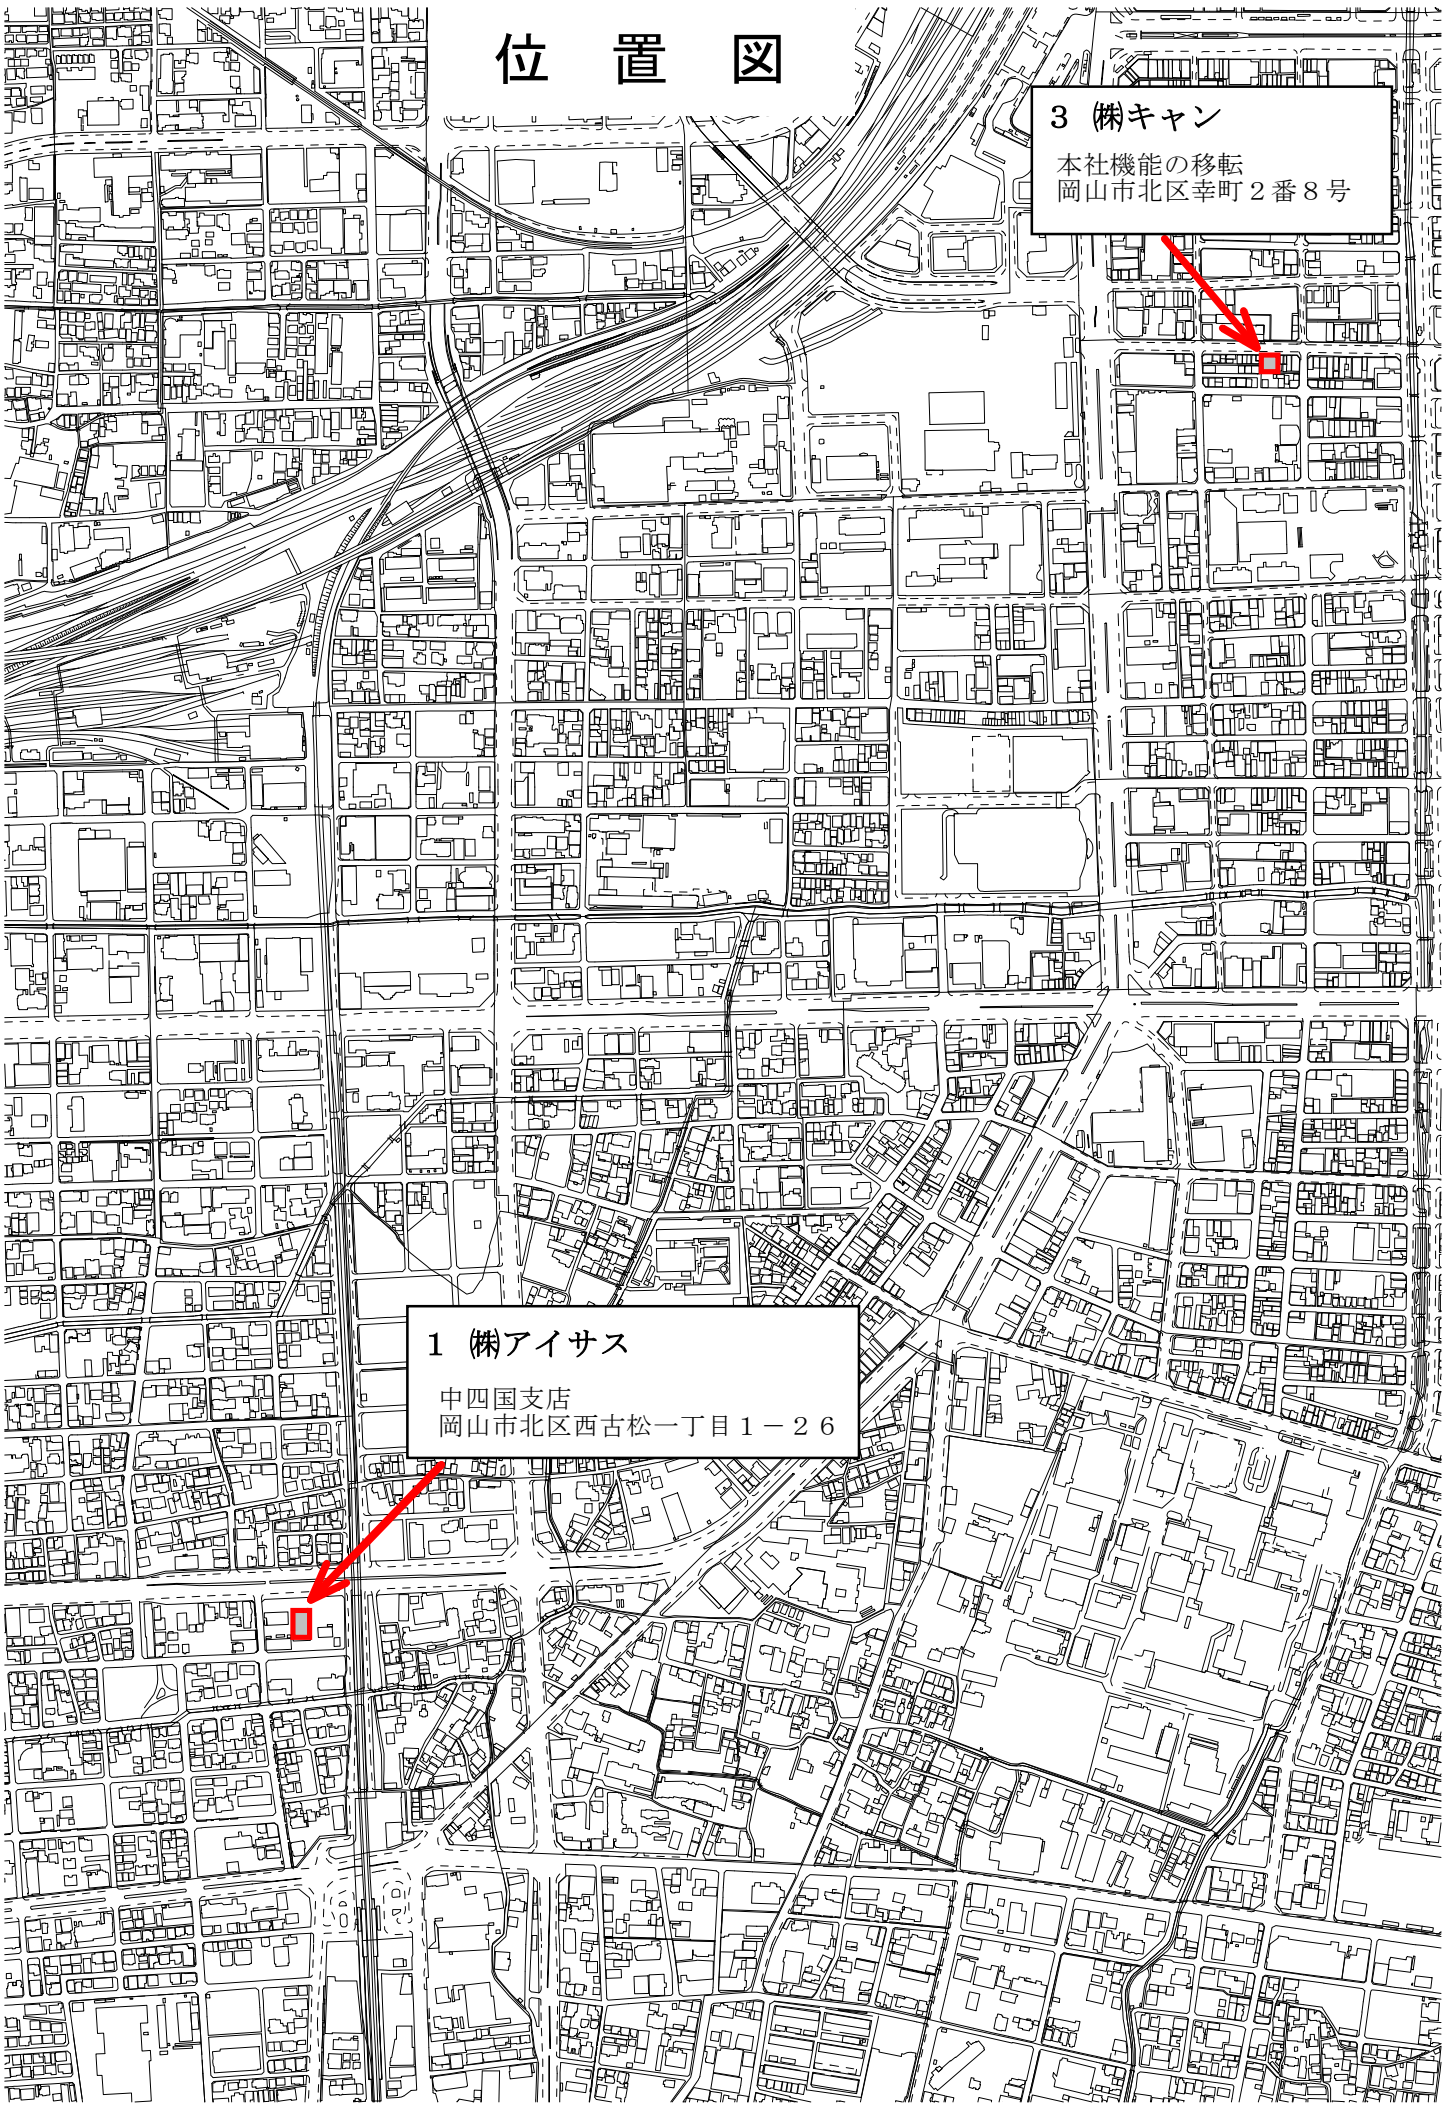 位　置　図
3　㈱キャン
本社機能の移転
岡山市北区幸町２番８号
1　㈱アイサス
中四国支店
岡山市北区西古松一丁目１－２６